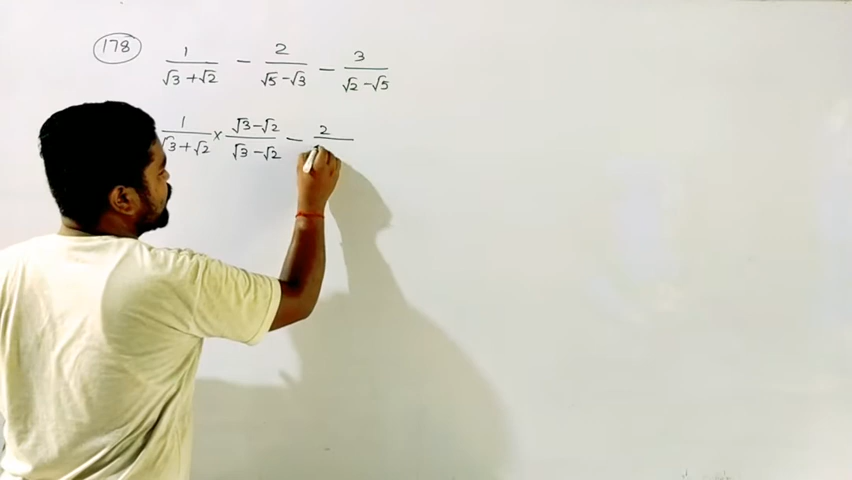 178
1/(√3 + √2) − 2/(√5 − √3) − 3/(√2 − √5)
1/(√3 + √2) × (√3 − √2)/(√3 − √2) − 2/